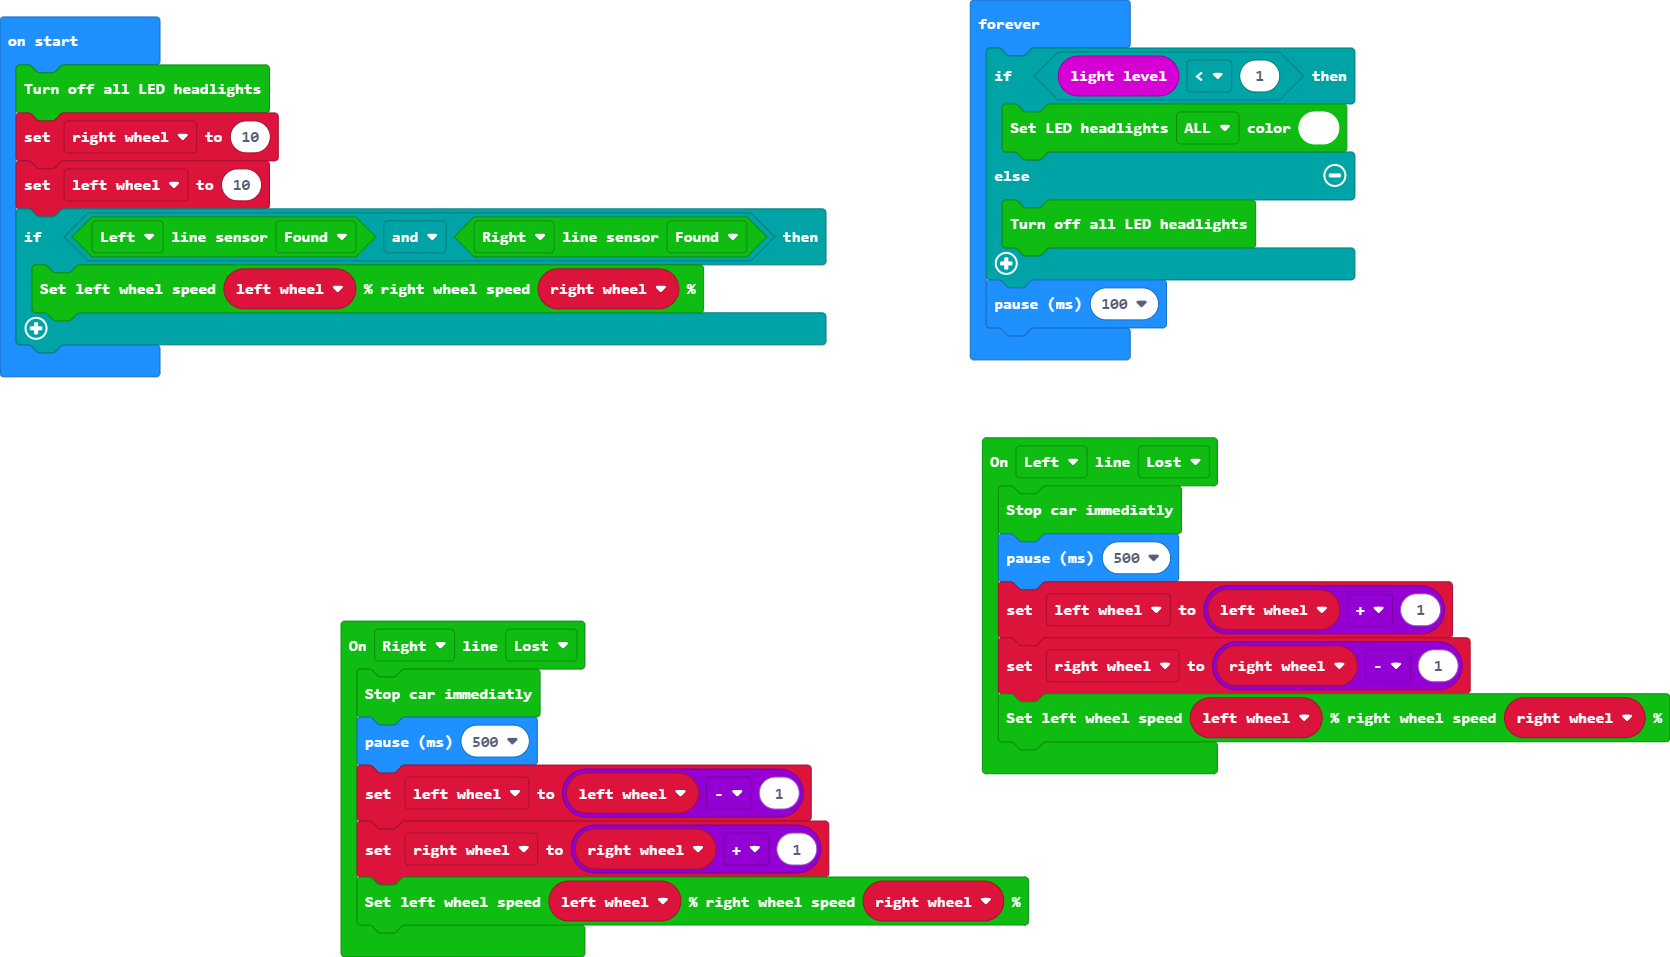 on start
Turn off all LED headlights
set right wheel to 10
set left wheel to 10
if Left line sensor Found and Right line sensor Found then
Set left wheel speed left wheel % right wheel speed right wheel %
forever
if light level < 1 then
Set LED headlights ALL color
else
Turn off all LED headlights
pause (ms) 100
On Left line Lost
Stop car immediatly
pause (ms) 500
set left wheel to left wheel + 1
set right wheel to right wheel - 1
Set left wheel speed left wheel % right wheel speed right wheel %
On Right line Lost
Stop car immediatly
pause (ms) 500
set left wheel to left wheel - 1
set right wheel to right wheel + 1
Set left wheel speed left wheel % right wheel speed right wheel %